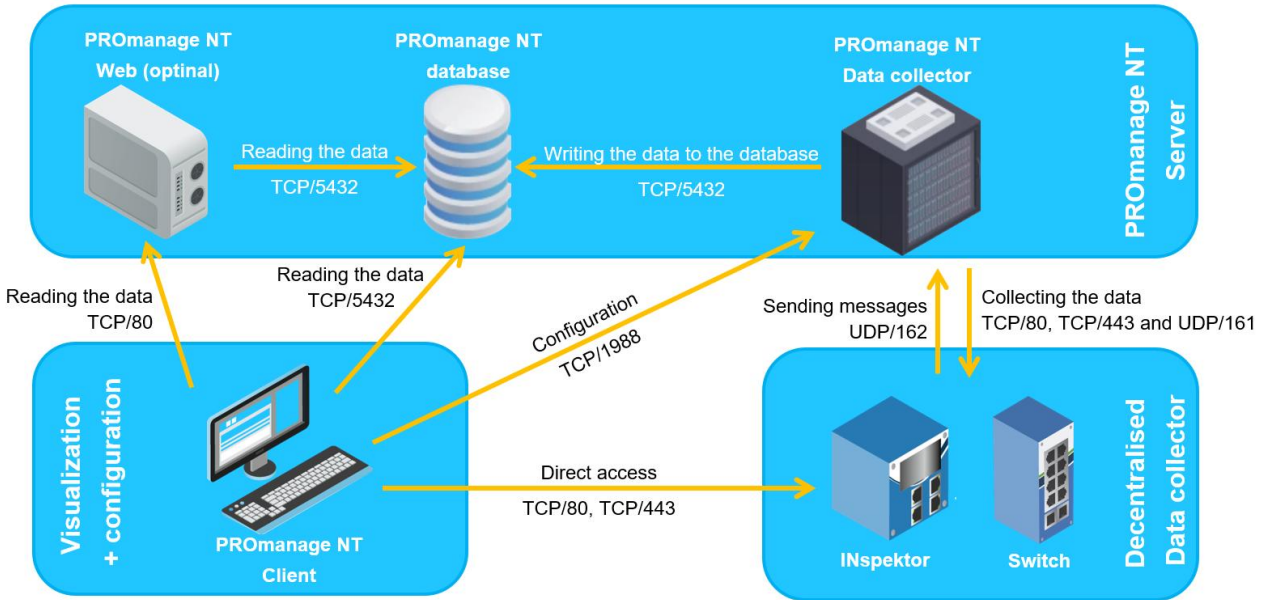 PROmanage NT
Web (optinal)
PROmanage NT
database
PROmanage NT
Data collector
PROmanage NT
Server
Reading the data
TCP/5432
Writing the data to the database
TCP/5432
Reading the data
TCP/80
Reading the data
TCP/5432
Configuration
TCP/1988
Sending messages
UDP/162
Collecting the data
TCP/80, TCP/443 and UDP/161
Visualization
+ configuration
PROmanage NT
Client
Direct access
TCP/80, TCP/443
INspektor
Switch
Decentralised
Data collector